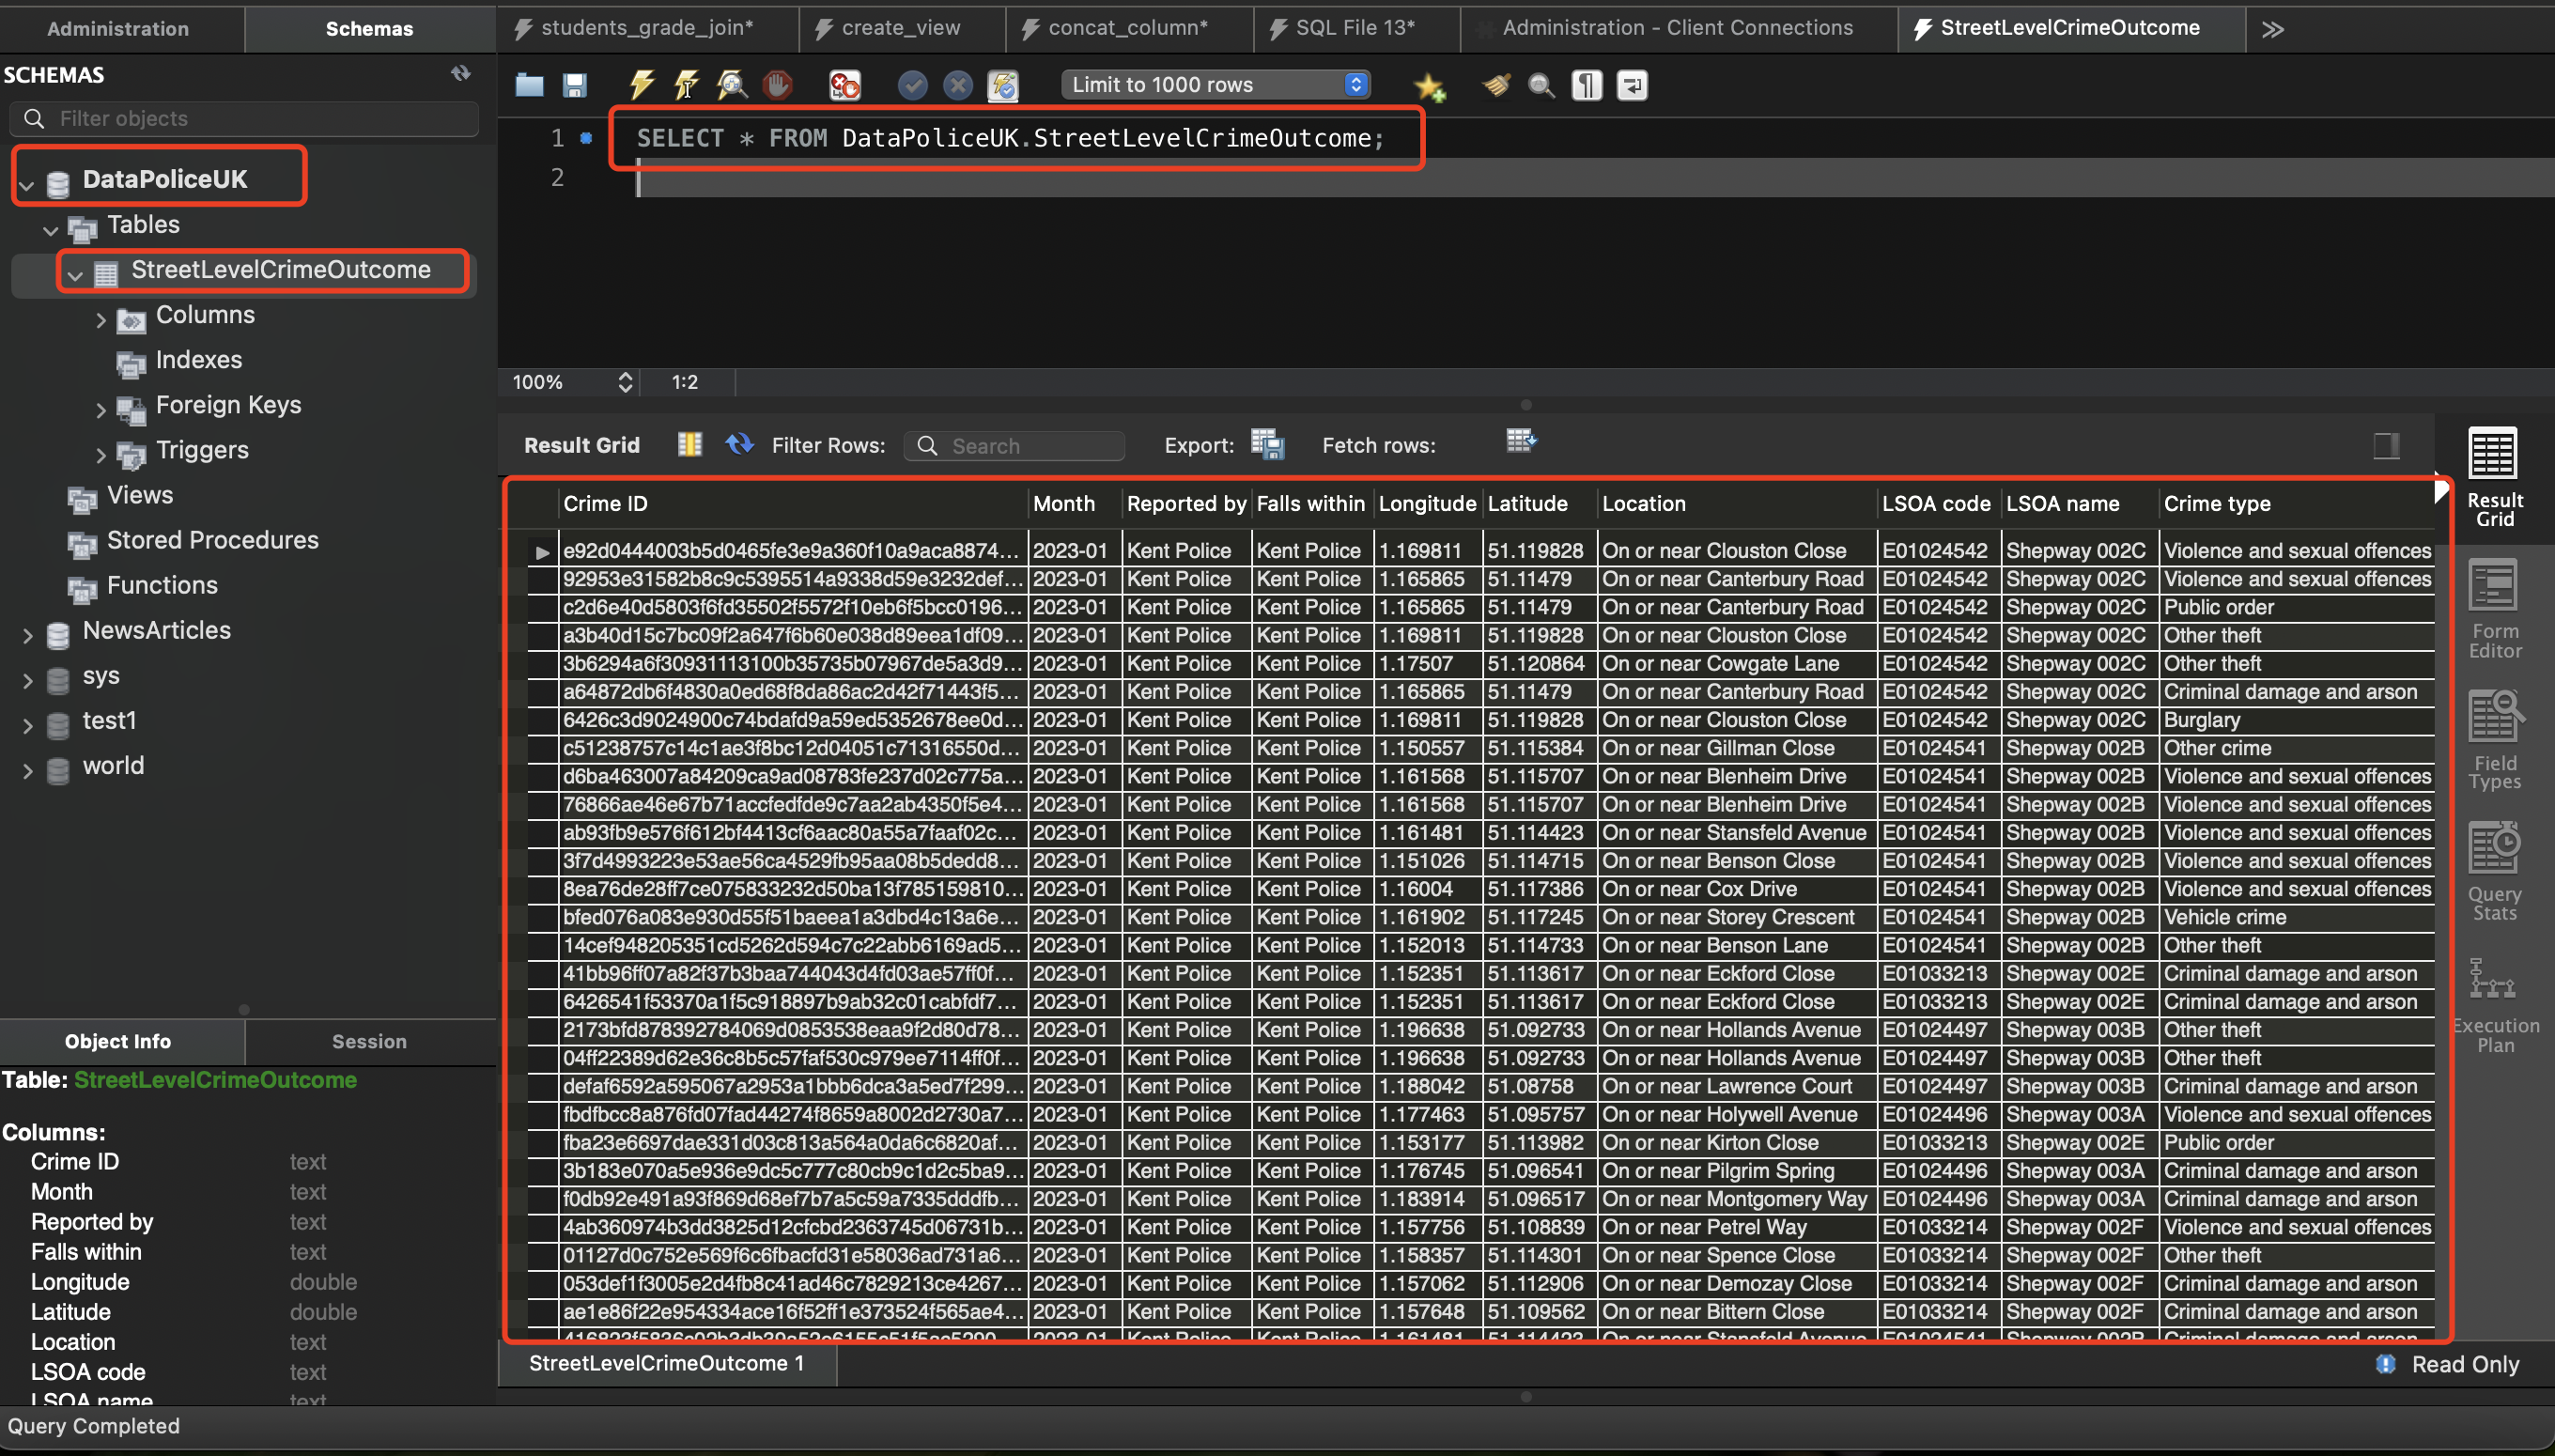 Administration Schemas students_grade_join* create_view concat_column* SQL File 13* Administration - Client Connections StreetLevelCrimeOutcome
SCHEMAS
Filter objects
Limit to 1000 rows
DataPoliceUK
Tables
StreetLevelCrimeOutcome
Columns
Indexes
Foreign Keys
Triggers
Views
Stored Procedures
Functions
NewsArticles
sys
test1
world
1 SELECT * FROM DataPoliceUK.StreetLevelCrimeOutcome;
2
100% 1:2
Result Grid Filter Rows: Search Export: Fetch rows:
Crime ID Month Reported by Falls within Longitude Latitude Location LSOA code LSOA name Crime type
e92d0444003b5d0465fe3e9a360f10a9aca8874... 2023-01 Kent Police Kent Police 1.169811 51.119828 On or near Clouston Close E01024542 Shepway 002C Violence and sexual offences
92953e31582b8c9c5395514a9338d59e3232def... 2023-01 Kent Police Kent Police 1.165865 51.11479 On or near Canterbury Road E01024542 Shepway 002C Violence and sexual offences
c2d6e40d5803f6fd35502f5572f10eb6f5bcc0196... 2023-01 Kent Police Kent Police 1.165865 51.11479 On or near Canterbury Road E01024542 Shepway 002C Public order
a3b40d15c7bc09f2a647f6b60e038d89eea1df09... 2023-01 Kent Police Kent Police 1.169811 51.119828 On or near Clouston Close E01024542 Shepway 002C Other theft
3b6294a6f30931113100b35735b07967de5a3d9... 2023-01 Kent Police Kent Police 1.17507 51.120864 On or near Cowgate Lane E01024542 Shepway 002C Other theft
a64872db6f4830a0ed68f8da86ac2d42f71443f5... 2023-01 Kent Police Kent Police 1.165865 51.11479 On or near Canterbury Road E01024542 Shepway 002C Criminal damage and arson
6426c3d9024900c74bdafd9a59ed5352678ee0d... 2023-01 Kent Police Kent Police 1.169811 51.119828 On or near Clouston Close E01024542 Shepway 002C Burglary
c51238757c14c1ae3f8bc12d04051c71316550d... 2023-01 Kent Police Kent Police 1.150557 51.115384 On or near Gillman Close E01024541 Shepway 002B Other crime
d6ba463007a84209ca9ad08783fe237d02c775a... 2023-01 Kent Police Kent Police 1.161568 51.115707 On or near Blenheim Drive E01024541 Shepway 002B Violence and sexual offences
76866ae46e67b71accfedfde9c7aa2ab4350f5e4... 2023-01 Kent Police Kent Police 1.161568 51.115707 On or near Blenheim Drive E01024541 Shepway 002B Violence and sexual offences
ab93fb9e576f612bf4413cf6aac80a55a7faaf02c... 2023-01 Kent Police Kent Police 1.161481 51.114423 On or near Stansfeld Avenue E01024541 Shepway 002B Violence and sexual offences
3f7d4993223e53ae56ca4529fb95aa08b5dedd8... 2023-01 Kent Police Kent Police 1.151026 51.114715 On or near Benson Close E01024541 Shepway 002B Violence and sexual offences
8ea76de28ff7ce075833232d50ba13f785159810... 2023-01 Kent Police Kent Police 1.16004 51.117386 On or near Cox Drive E01024541 Shepway 002B Violence and sexual offences
bfed076a083e930d55f51baeea1a3dbd4c13a6e... 2023-01 Kent Police Kent Police 1.161902 51.117245 On or near Storey Crescent E01024541 Shepway 002B Vehicle crime
14cef948205351cd5262d594c7c22abb6169ad5... 2023-01 Kent Police Kent Police 1.152013 51.114733 On or near Benson Lane E01024541 Shepway 002B Other theft
41bb96ff07a82f37b3baa744043d4fd03ae57ff0f... 2023-01 Kent Police Kent Police 1.152351 51.113617 On or near Eckford Close E01033213 Shepway 002E Criminal damage and arson
6426541f53370a1f5c918897b9ab32c01cabfdf7... 2023-01 Kent Police Kent Police 1.152351 51.113617 On or near Eckford Close E01033213 Shepway 002E Criminal damage and arson
2173bfd878392784069d0853538eaa9f2d80d78... 2023-01 Kent Police Kent Police 1.196638 51.092733 On or near Hollands Avenue E01024497 Shepway 003B Other theft
04ff22389d62e36c8b5c57faf530c979ee7114ff0f... 2023-01 Kent Police Kent Police 1.196638 51.092733 On or near Hollands Avenue E01024497 Shepway 003B Other theft
defaf6592a595067a2953a1bbb6dca3a5ed7f299... 2023-01 Kent Police Kent Police 1.188042 51.08758 On or near Lawrence Court E01024497 Shepway 003B Criminal damage and arson
fbdfbcc8a876fd07fad44274f8659a8002d2730a7... 2023-01 Kent Police Kent Police 1.177463 51.095757 On or near Holywell Avenue E01024496 Shepway 003A Violence and sexual offences
fba23e6697dae331d03c813a564a0da6c6820af... 2023-01 Kent Police Kent Police 1.153177 51.113982 On or near Kirton Close E01033213 Shepway 002E Public order
3b183e070a5e936e9dc5c777c80cb9c1d2c5ba9... 2023-01 Kent Police Kent Police 1.176745 51.096541 On or near Pilgrim Spring E01024496 Shepway 003A Criminal damage and arson
f0db92e491a93f869d68ef7b7a5c59a7335dddfb... 2023-01 Kent Police Kent Police 1.183914 51.096517 On or near Montgomery Way E01024496 Shepway 003A Criminal damage and arson
4ab360974b3dd3825d12cfcbd2363745d06731b... 2023-01 Kent Police Kent Police 1.157756 51.108839 On or near Petrel Way E01033214 Shepway 002F Violence and sexual offences
01127d0c752e569f6c6fbacfd31e58036ad731a6... 2023-01 Kent Police Kent Police 1.158357 51.114301 On or near Spence Close E01033214 Shepway 002F Other theft
053def1f3005e2d4fb8c41ad46c7829213ce4267... 2023-01 Kent Police Kent Police 1.157062 51.112906 On or near Demozay Close E01033214 Shepway 002F Criminal damage and arson
ae1e86f22e954334ace16f52ff1e373524f565ae4... 2023-01 Kent Police Kent Police 1.157648 51.109562 On or near Bittern Close E01033214 Shepway 002F Criminal damage and arson
2023-01 Kent Police Kent Police 1.161481 51.114423 On or near Stansfeld Avenue E01024541 Shepway 002B Criminal damage and arson
Result
Grid
Form
Editor
Field
Types
Query
Stats
Execution
Plan
Object Info Session
Table: StreetLevelCrimeOutcome
Columns:
Crime ID text
Month text
Reported by text
Falls within text
Longitude double
Latitude double
Location text
LSOA code text
LSOA name text
StreetLevelCrimeOutcome 1
Read Only
Query Completed